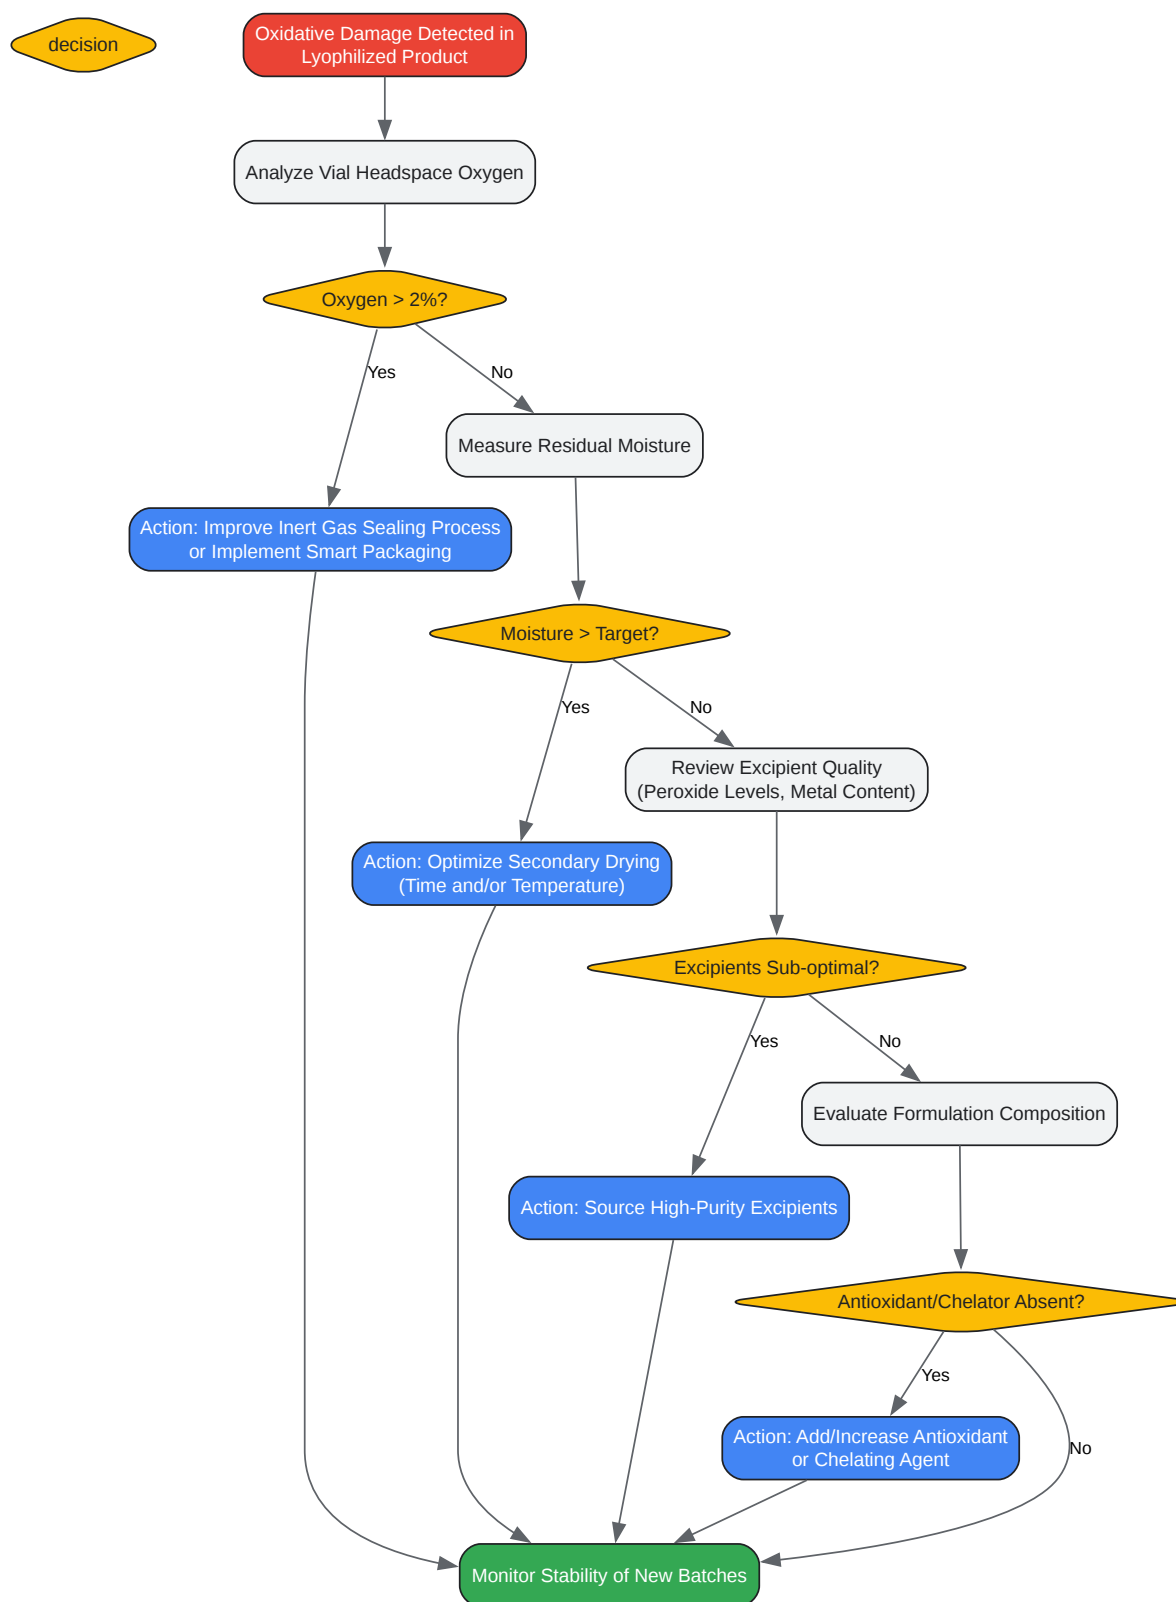 decision
Oxidative Damage Detected in
Lyophilized Product
Analyze Vial Headspace Oxygen
Oxygen > 2%?
Yes
No
Measure Residual Moisture
Action: Improve Inert Gas Sealing Process
or Implement Smart Packaging
Moisture > Target?
Yes
No
Review Excipient Quality
(Peroxide Levels, Metal Content)
Action: Optimize Secondary Drying
(Time and/or Temperature)
Excipients Sub-optimal?
Yes
No
Evaluate Formulation Composition
Action: Source High-Purity Excipients
Antioxidant/Chelator Absent?
Yes
Action: Add/Increase Antioxidant
or Chelating Agent
No
Monitor Stability of New Batches